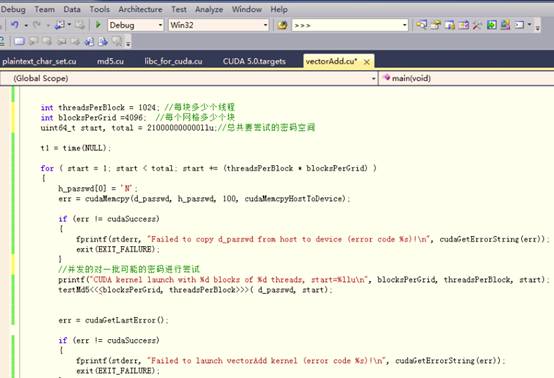 Debug Team Data Tools Architecture Test Analyze Window Help
Debug Win32 >>>
plaintext_char_set.cu md5.cu libc_for_cuda.cu CUDA 5.0.targets vectorAdd.cu*
(Global Scope) main(void)
int threadsPerBlock = 1024; //每块多少个线程
int blocksPerGrid =4096; //每个网格多少个块
uint64_t start, total = 21000000000llu;//总共要尝试的密码空间
t1 = time(NULL);
for ( start = 1; start < total; start += (threadsPerBlock * blocksPerGrid) )
{
h_passwd[0] = 'N';
err = cudaMemcpy(d_passwd, h_passwd, 100, cudaMemcpyHostToDevice);
if (err != cudaSuccess)
{
fprintf(stderr, "Failed to copy d_passwd from host to device (error code %s)!\n", cudaGetErrorString(err));
exit(EXIT_FAILURE);
}
//并发的对一批可能的密码进行尝试
printf("CUDA kernel launch with %d blocks of %d threads, start=%llu\n", blocksPerGrid, threadsPerBlock, start);
testMd5<<<blocksPerGrid, threadsPerBlock>>>( d_passwd, start);
err = cudaGetLastError();
if (err != cudaSuccess)
{
fprintf(stderr, "Failed to launch vectorAdd kernel (error code %s)!\n", cudaGetErrorString(err));
exit(EXIT_FAILURE);